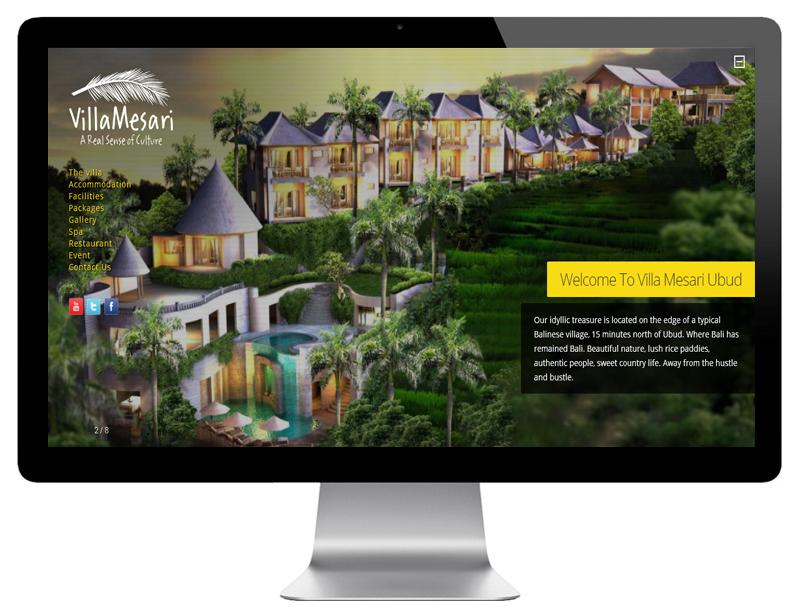 VillaMesari
A Real Sense of Culture
The villa
Accommodation
Facilities
Packages
Gallery
Spa
Restaurant
Event
Contact Us
You
Welcome To Villa Mesari Ubud
Our idyllic treasure is located on the edge of a typical
Balinese village, 15 minutes north of Ubud. Where Bali has
remained Bali. Beautiful nature, lush rice paddies,
authentic people, sweet country life. Away from the hustle
and bustle.
2 / 8